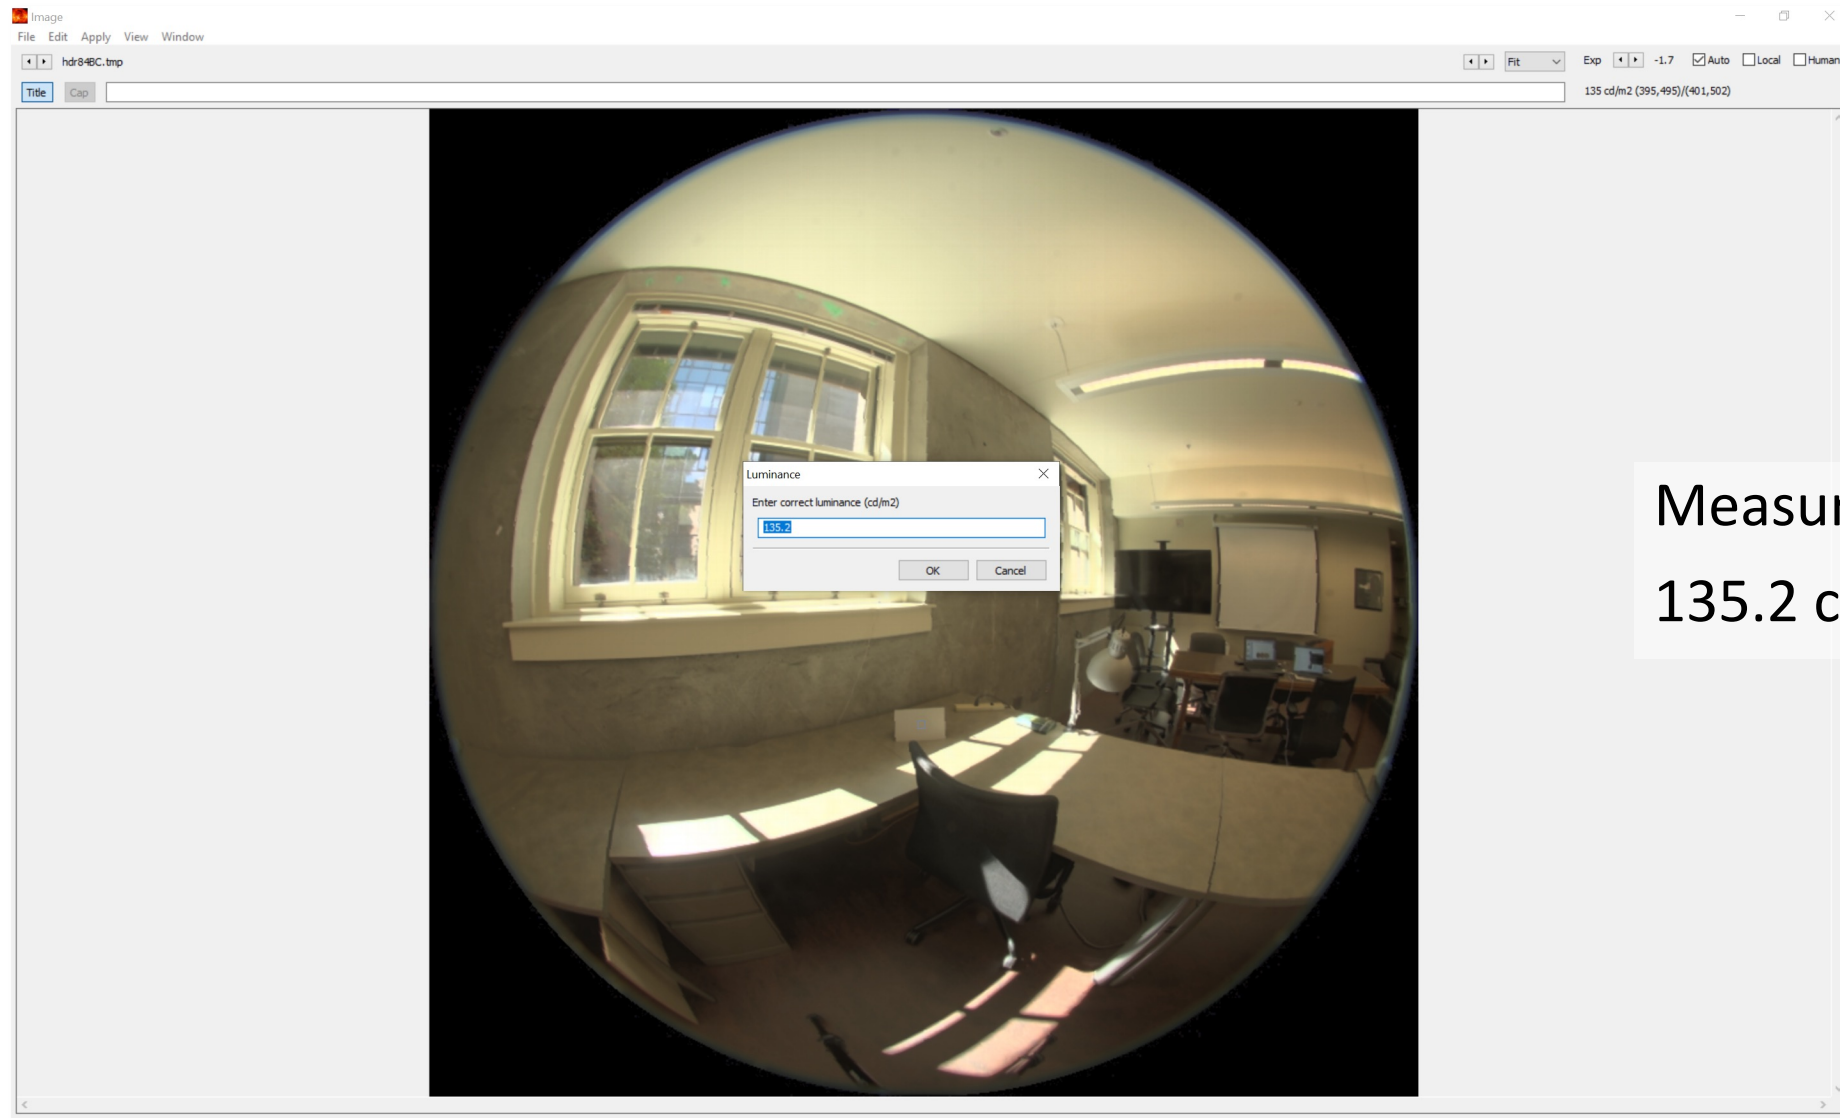 Image
File Edit Apply View Window
hdr84BC.tmp
Fit
Exp -1.7 Auto Local Human
Title Cap
135 cd/m2 (395,495)/(401,502)
Luminance
Enter correct luminance (cd/m2)
135.2
OK Cancel
Measur
135.2 c